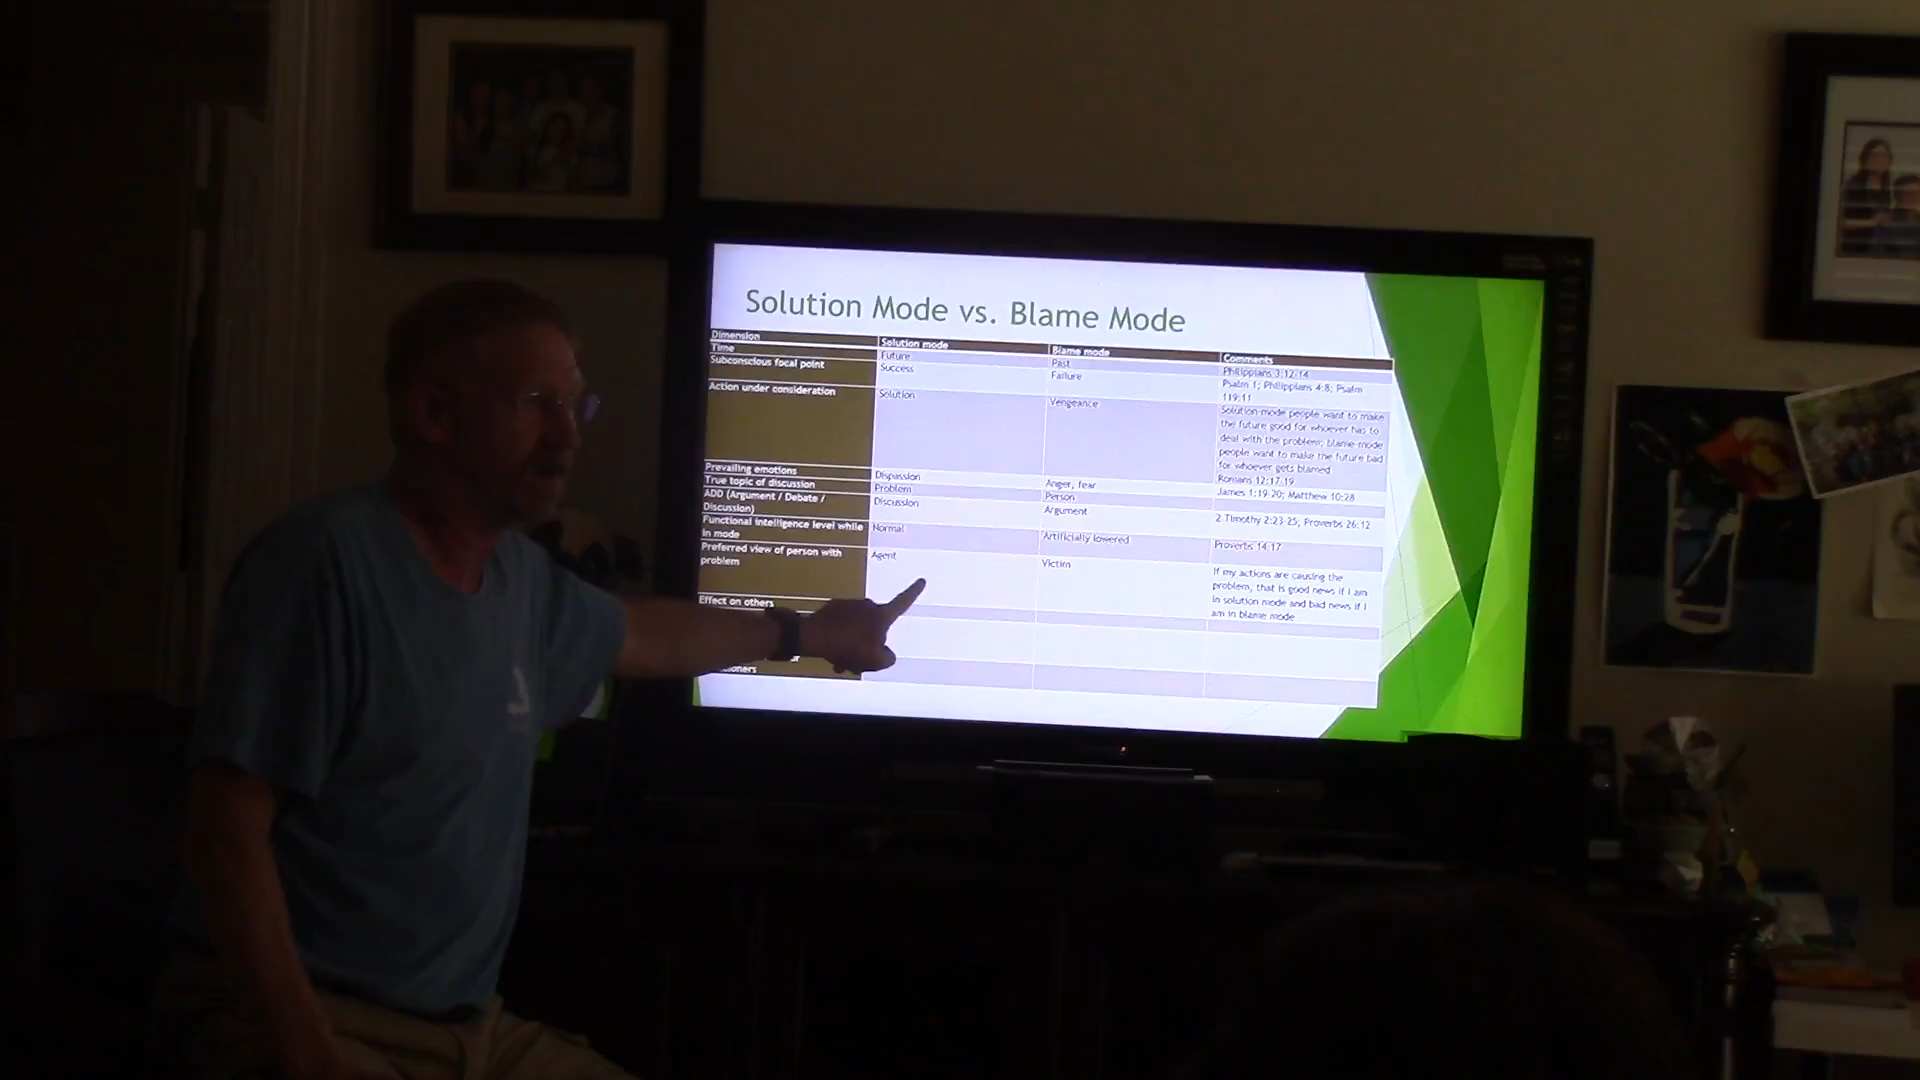 Solution Mode vs. Blame Mode
Dimension Solution mode Blame mode Comments
Time Future Past Philippians 3:12-14
Subconscious focal point Success Failure Psalm 1; Philippians 4:8; Psalm
119:11
Action under consideration Solution Vengeance Solution-mode people want to make
the future good for whoever has to
deal with the problem; blame-mode
people want to make the future bad
for whoever gets blamed
Romans 12:17-19
Prevailing emotions Dispassion Anger, fear James 1:19-20; Matthew 10:28
True topic of discussion Problem Person
ADD (Argument / Debate /
Discussion) Discussion Argument 2 Timothy 2:23-25; Proverbs 26:12
Functional intelligence level while
in mode Normal Artificially lowered Proverbs 14:17
Preferred view of person with
problem Agent Victim If my actions are causing the
problem, that is good news if I am
in solution mode and bad news if I
am in blame mode
Effect on others